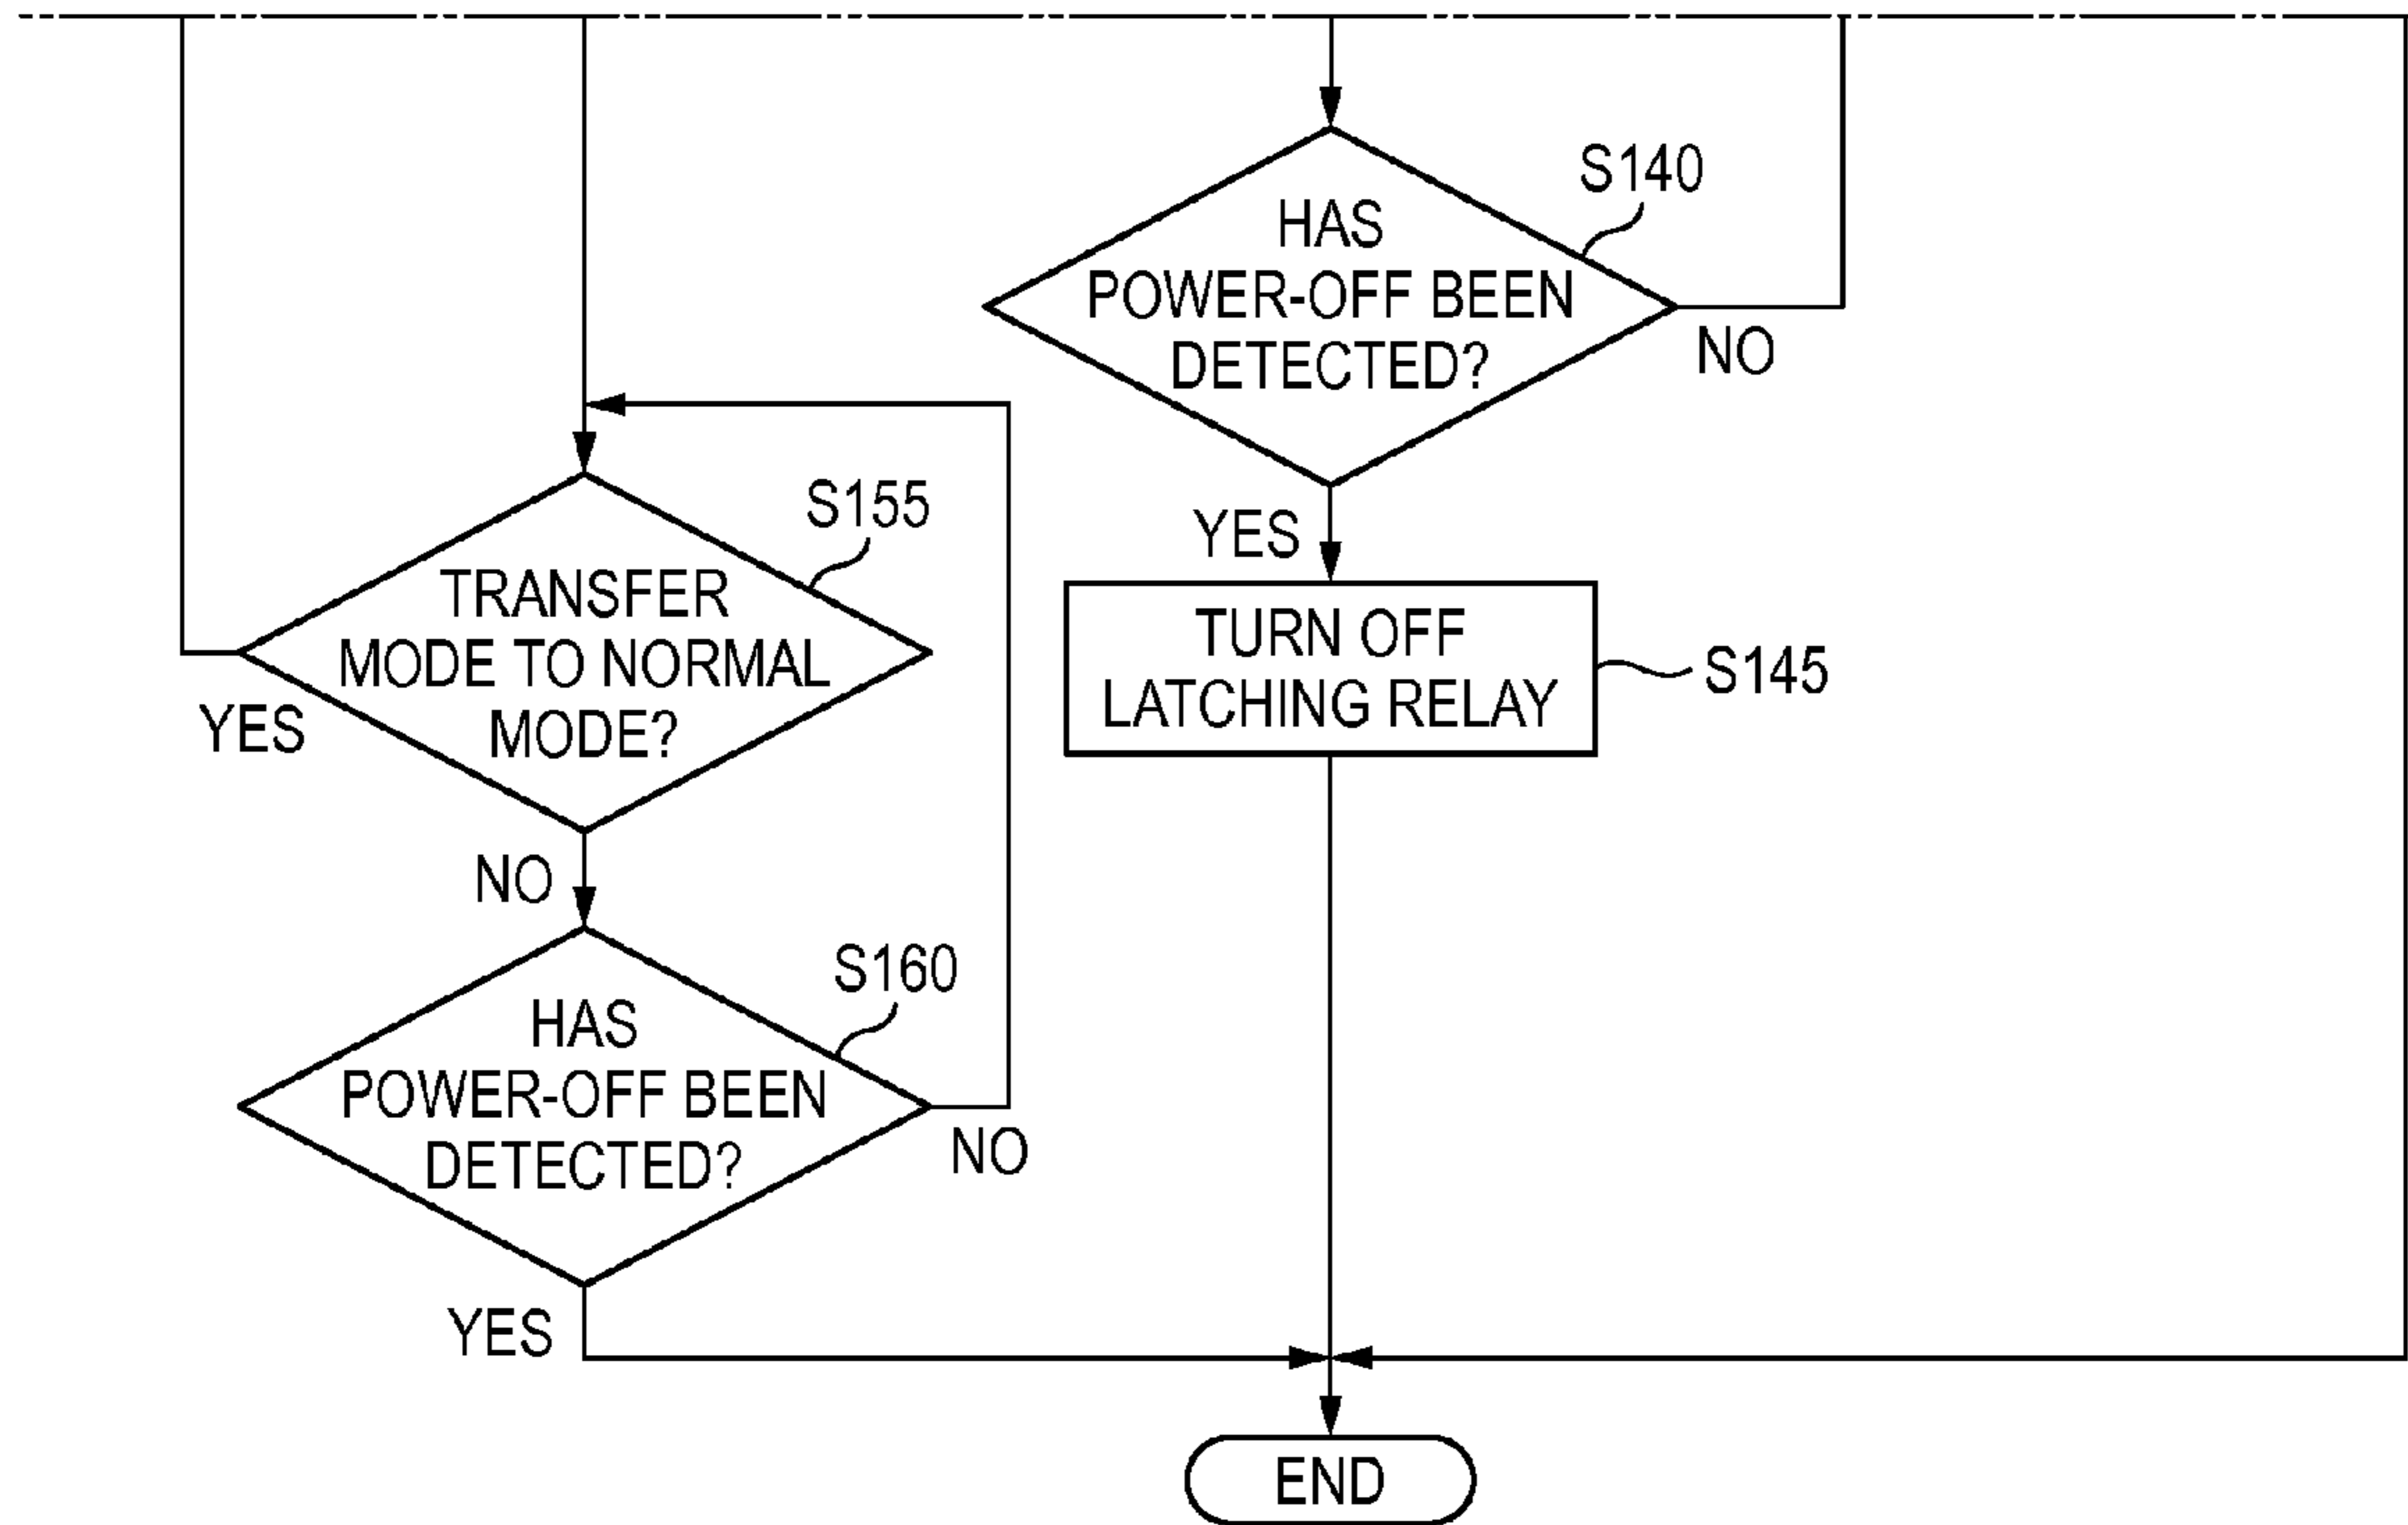 S140
HAS
POWER-OFF BEEN
DETECTED?
NO
YES
S155
TRANSFER
MODE TO NORMAL
MODE?
YES
TURN OFF
LATCHING RELAY
S145
NO
S160
HAS
POWER-OFF BEEN
DETECTED?
NO
YES
END